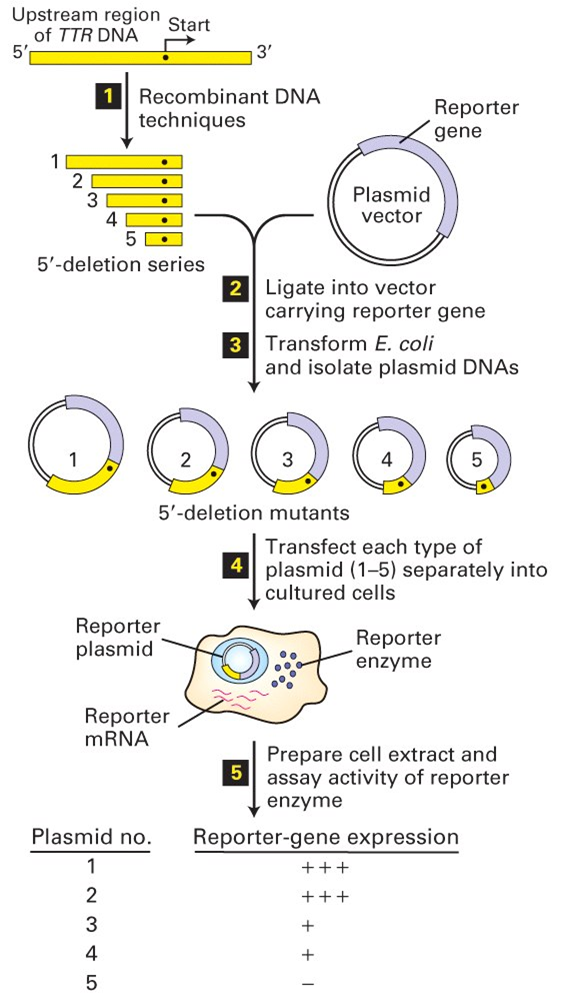 Upstream region
of TTR DNA
Start
5′
3′
1 Recombinant DNA
techniques
1
2
3
4
5
5′-deletion series
Reporter
gene
Plasmid
vector
2 Ligate into vector
carrying reporter gene
3 Transform E. coli
and isolate plasmid DNAs
1 2 3 4 5
5′-deletion mutants
4 Transfect each type of
plasmid (1–5) separately into
cultured cells
Reporter
plasmid
Reporter
enzyme
Reporter
mRNA
5 Prepare cell extract and
assay activity of reporter
enzyme
Plasmid no. Reporter-gene expression
1 +++
2 +++
3 +
4 +
5 –